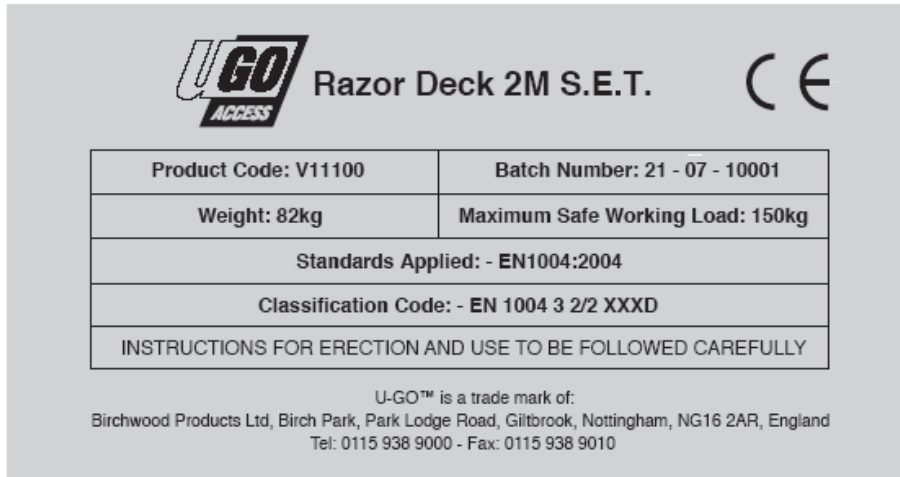 UGO
ACCESS
Razor Deck 2M S.E.T.
CE
Product Code: V11100
Batch Number: 21 - 07 - 10001
Weight: 82kg
Maximum Safe Working Load: 150kg
Standards Applied: - EN1004:2004
Classification Code: - EN 1004 3 2/2 XXXD
INSTRUCTIONS FOR ERECTION AND USE TO BE FOLLOWED CAREFULLY
U-GO™ is a trade mark of:
Birchwood Products Ltd, Birch Park, Park Lodge Road, Giltbrook, Nottingham, NG16 2AR, England
Tel: 0115 938 9000 - Fax: 0115 938 9010